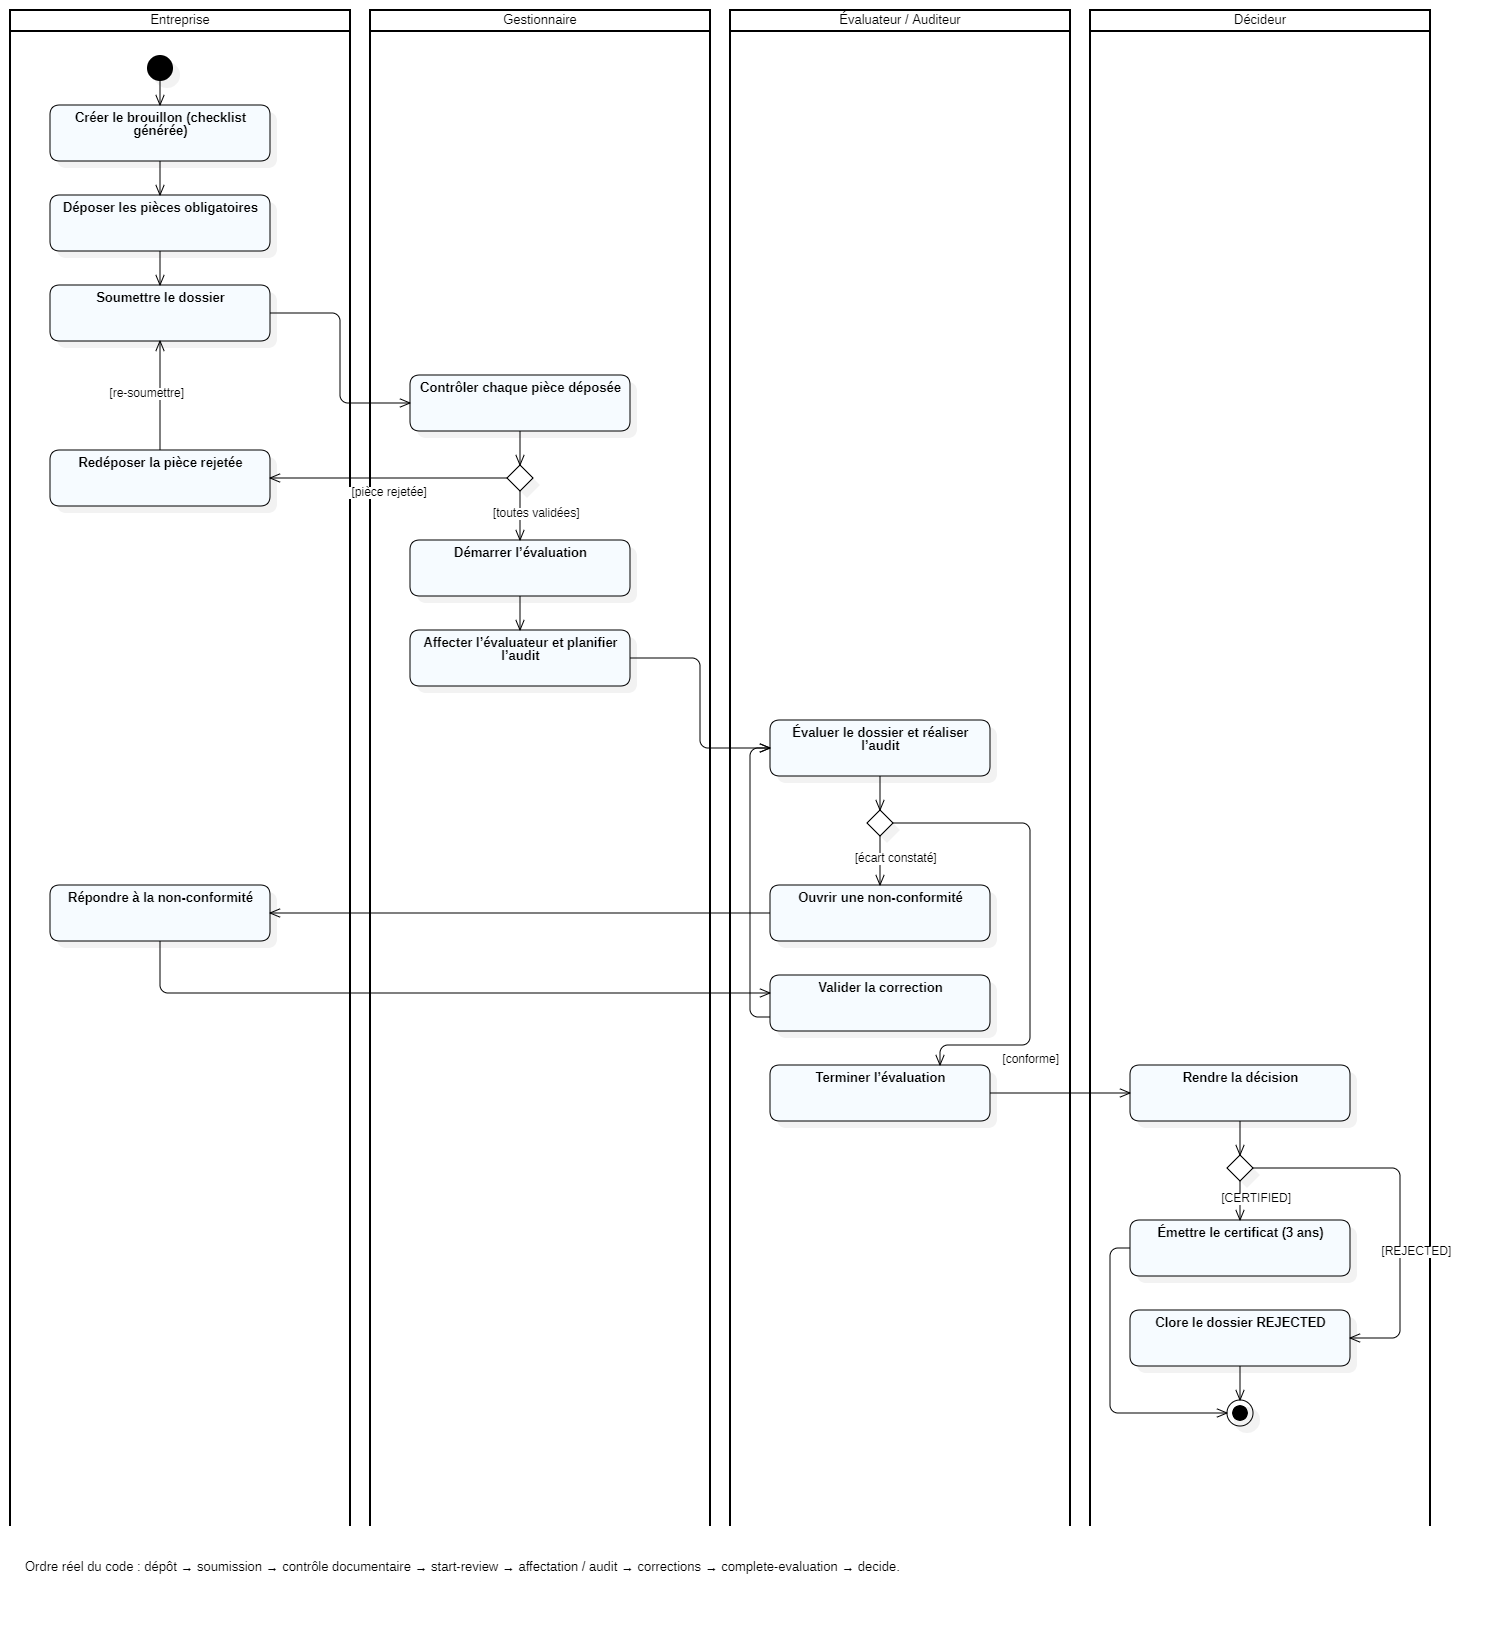 Entreprise
Gestionnaire
Évaluateur / Auditeur
Décideur
Créer le brouillon (checklist
générée)
Déposer les pièces obligatoires
Soumettre le dossier
Contrôler chaque pièce déposée
[re-soumettre]
Redéposer la pièce rejetée
[pièce rejetée]
[toutes validées]
Démarrer l’évaluation
Affecter l’évaluateur et planifier
l’audit
Évaluer le dossier et réaliser
l’audit
[écart constaté]
Répondre à la non-conformité
Ouvrir une non-conformité
Valider la correction
[conforme]
Terminer l’évaluation
Rendre la décision
[CERTIFIED]
Émettre le certificat (3 ans)
[REJECTED]
Clore le dossier REJECTED
Ordre réel du code : dépôt → soumission → contrôle documentaire → start-review → affectation / audit → corrections → complete-evaluation → decide.